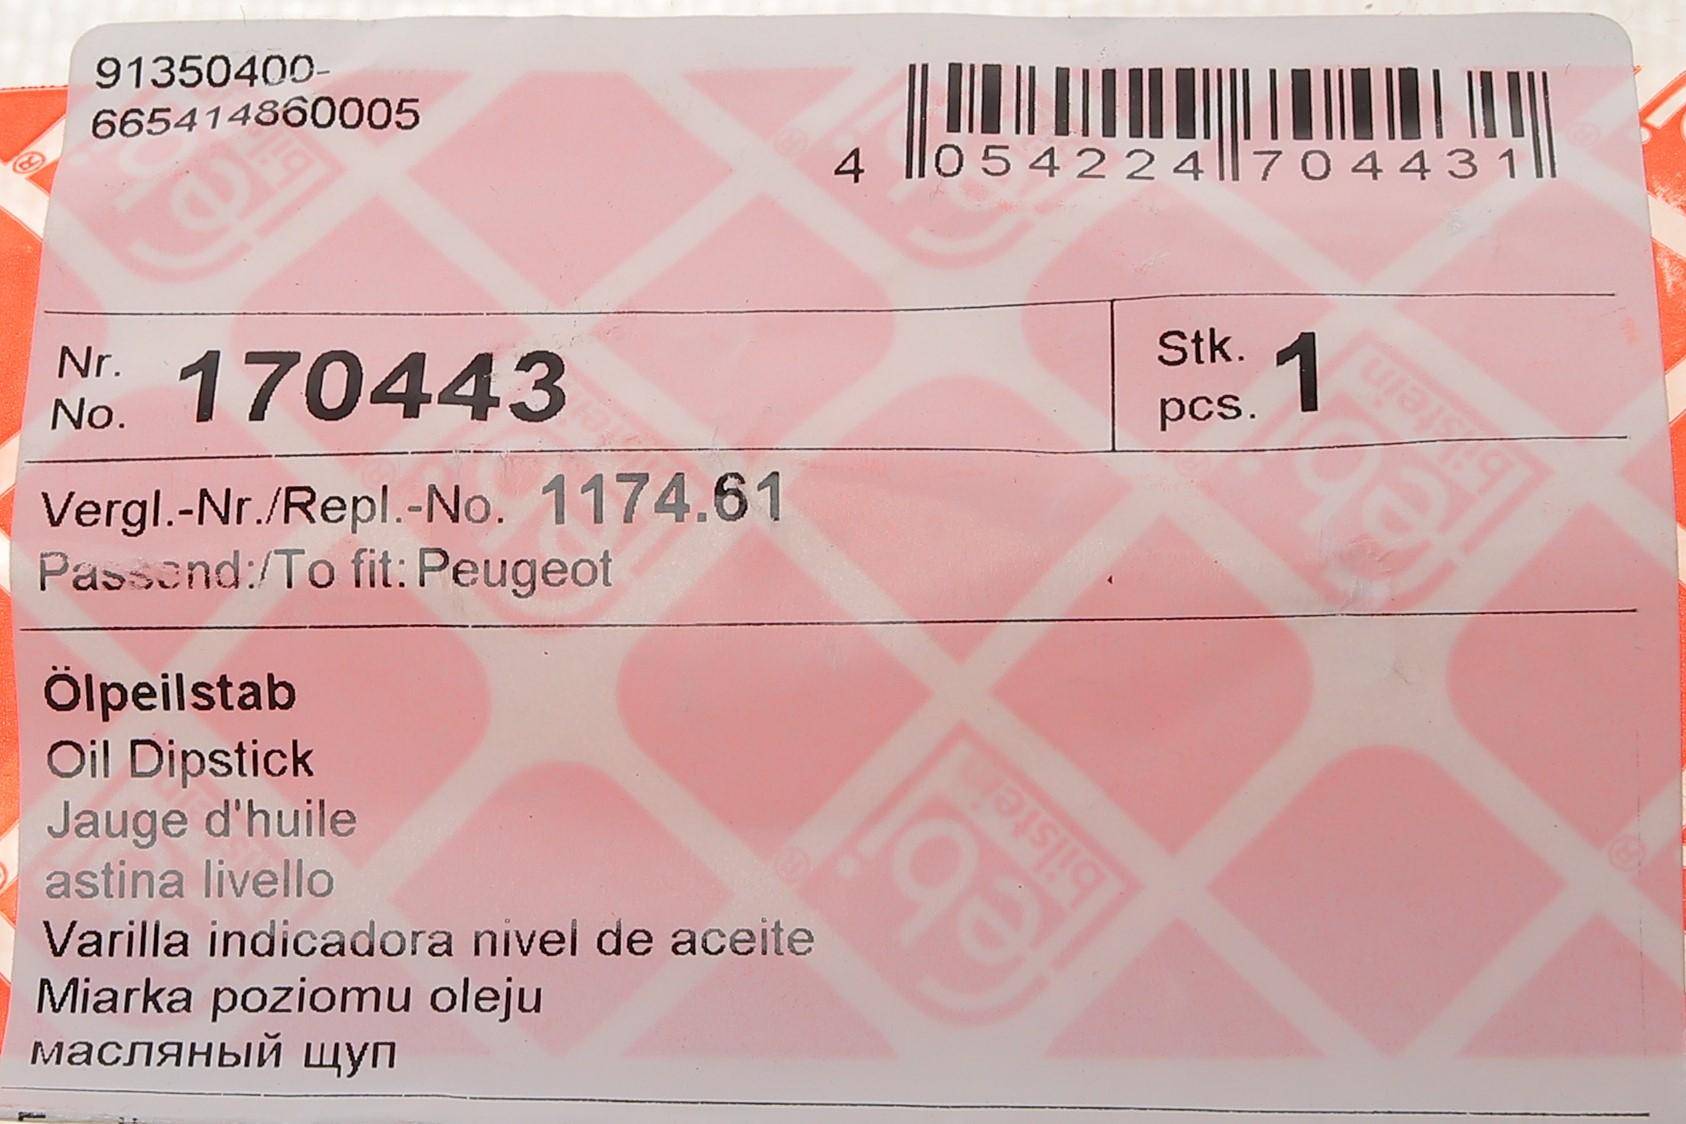 91350400-
665414860005
4 054224 704431
Nr.
No. 170443
Stk.
pcs. 1
Vergl.-Nr./Repl.-No. 1174.61
Passend:/To fit: Peugeot
Ölpeilstab
Oil Dipstick
Jauge d'huile
astina livello
Varilla indicadora nivel de aceite
Miarka poziomu oleju
масляный щуп
febi
bilstein